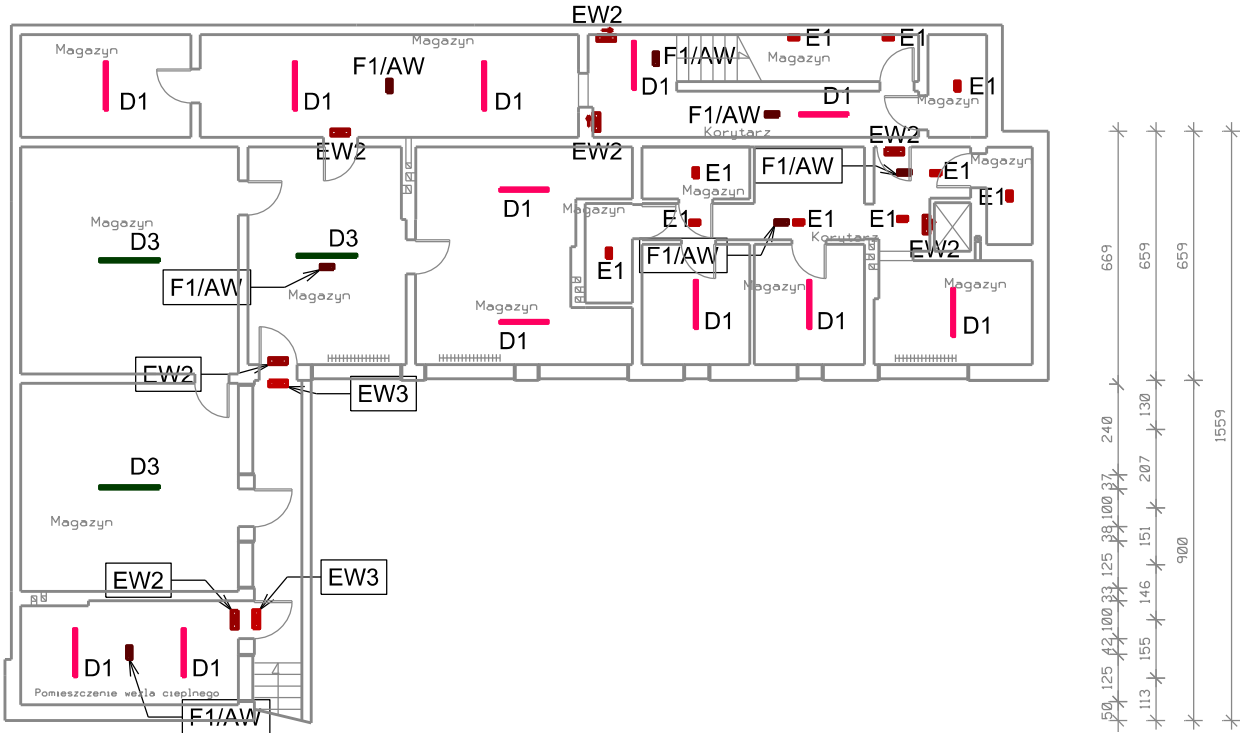 EW2
Magazyn
Magazyn
E1
E1
F1/AW
F1/AW
Magazyn
D1
D1
D1
D1
E1
D1
F1/AW
Magazyn
Korytarz
EW2
EW2
EW2
F1/AW
E1
Magazyn
E1
Magazyn
E1
D1
Magazyn
Magazyn
E1
E1
E1
Korytarz
D3
D3
EW2
F1/AW
F1/AW
E1
Magazyn
Magazyn
Magazyn
Magazyn
D1
D1
D1
D1
EW2
EW3
D3
Magazyn
EW2
EW3
D1
D1
Pomieszczenie węzla cieplnego
F1/AW
669
659
659
240
130
37
207
100
38
151
125
33
146
100
42
155
125
113
50
900
1559